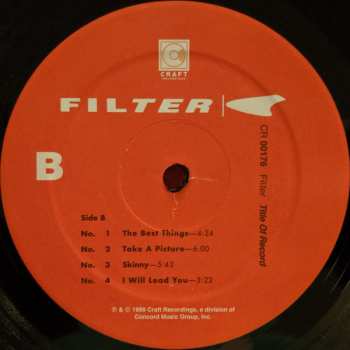 CRAFT
RECORDINGS
FILTER
B
CR 00176 Filter Title Of Record
Side B
No. 1 The Best Things—4:24
No. 2 Take A Picture—6:00
No. 3 Skinny—5:43
No. 4 I Will Lead You—3:23
℗ & © 1999 Craft Recordings, a division of
Concord Music Group, Inc.